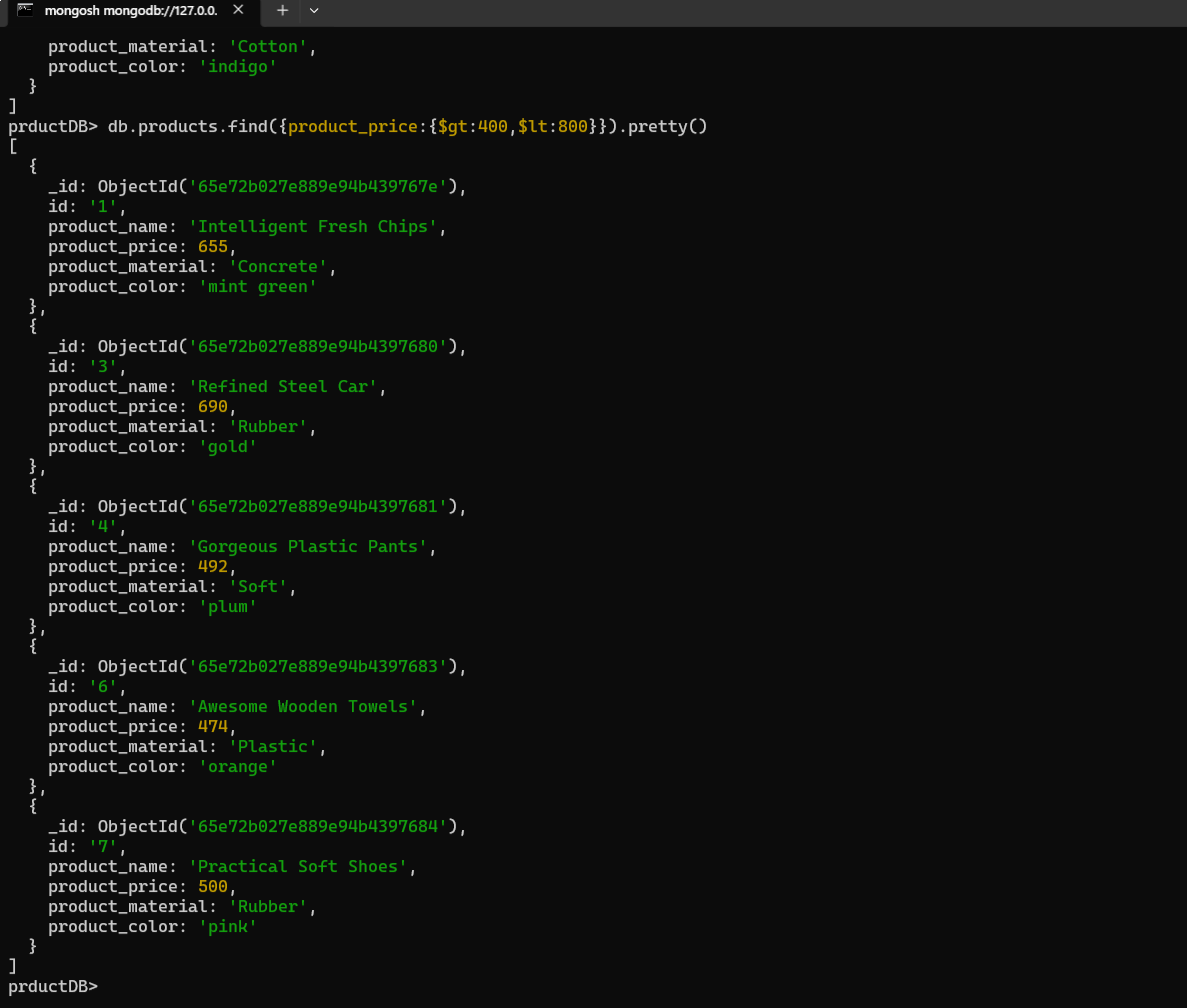 mongosh mongodb://127.0.0.
product_material: 'Cotton',
product_color: 'indigo'
}
]
prductDB> db.products.find({product_price:{$gt:400,$lt:800}}).pretty()
[
{
_id: ObjectId('65e72b027e889e94b439767e'),
id: '1',
product_name: 'Intelligent Fresh Chips',
product_price: 655,
product_material: 'Concrete',
product_color: 'mint green'
},
{
_id: ObjectId('65e72b027e889e94b4397680'),
id: '3',
product_name: 'Refined Steel Car',
product_price: 690,
product_material: 'Rubber',
product_color: 'gold'
},
{
_id: ObjectId('65e72b027e889e94b4397681'),
id: '4',
product_name: 'Gorgeous Plastic Pants',
product_price: 492,
product_material: 'Soft',
product_color: 'plum'
},
{
_id: ObjectId('65e72b027e889e94b4397683'),
id: '6',
product_name: 'Awesome Wooden Towels',
product_price: 474,
product_material: 'Plastic',
product_color: 'orange'
},
{
_id: ObjectId('65e72b027e889e94b4397684'),
id: '7',
product_name: 'Practical Soft Shoes',
product_price: 500,
product_material: 'Rubber',
product_color: 'pink'
}
]
prductDB>